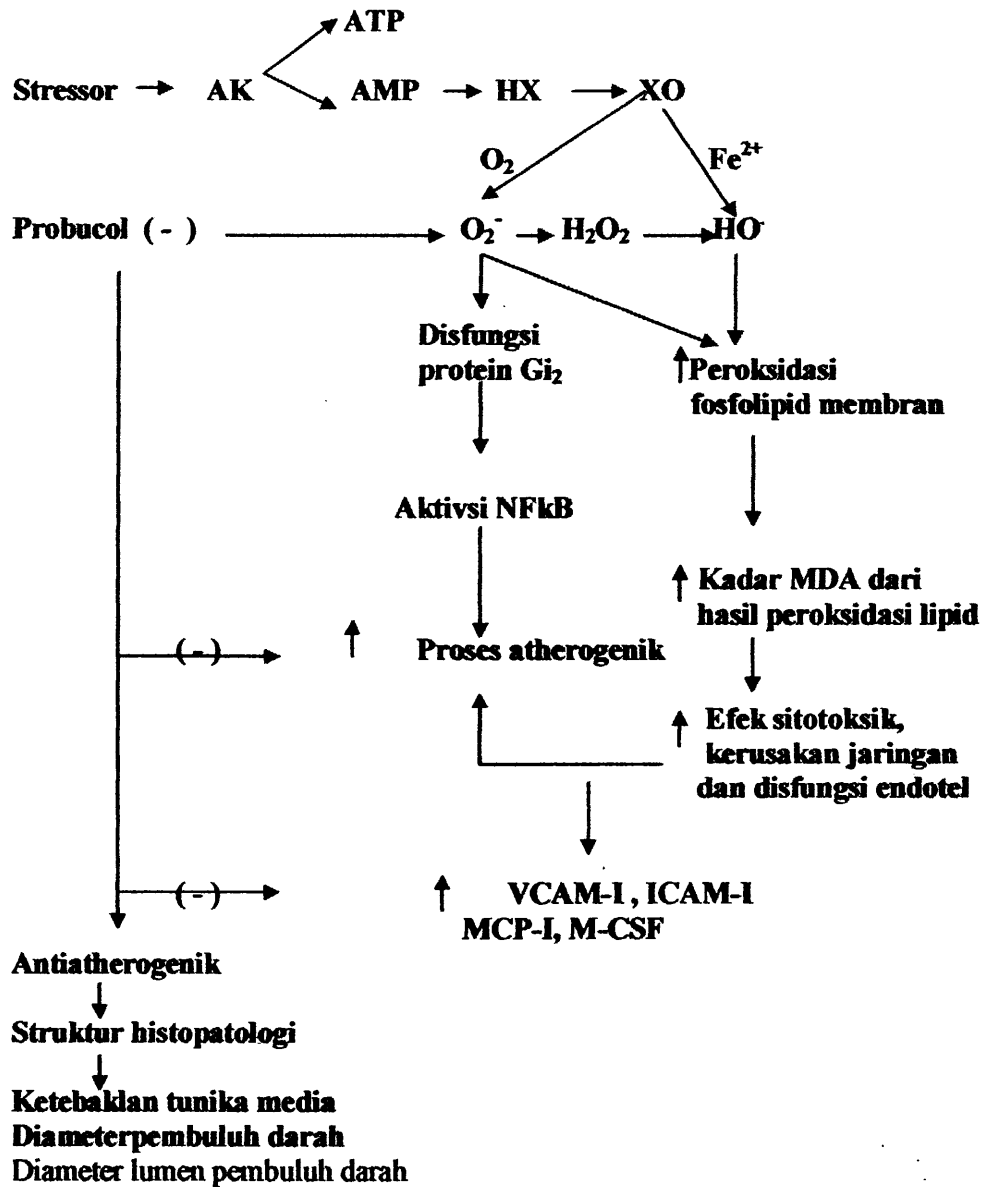 ATP
Stressor → AK AMP → HX → XO
O₂ Fe²⁺
Probucol ( - ) O₂⁻ → H₂O₂ → HO·
Disfungsi
protein Gi₂
↑Peroksidasi
fosfolipid membran
Aktivsi NFkB
↑ Kadar MDA dari
hasil peroksidasi lipid
(-) ↑ Proses atherogenik
↑ Efek sitotoksik,
kerusakan jaringan
dan disfungsi endotel
(-) ↑ VCAM-I , ICAM-I
MCP-I, M-CSF
Antiatherogenik
Struktur histopatologi
Ketebaklan tunika media
Diameterpembuluh darah
Diameter lumen pembuluh darah